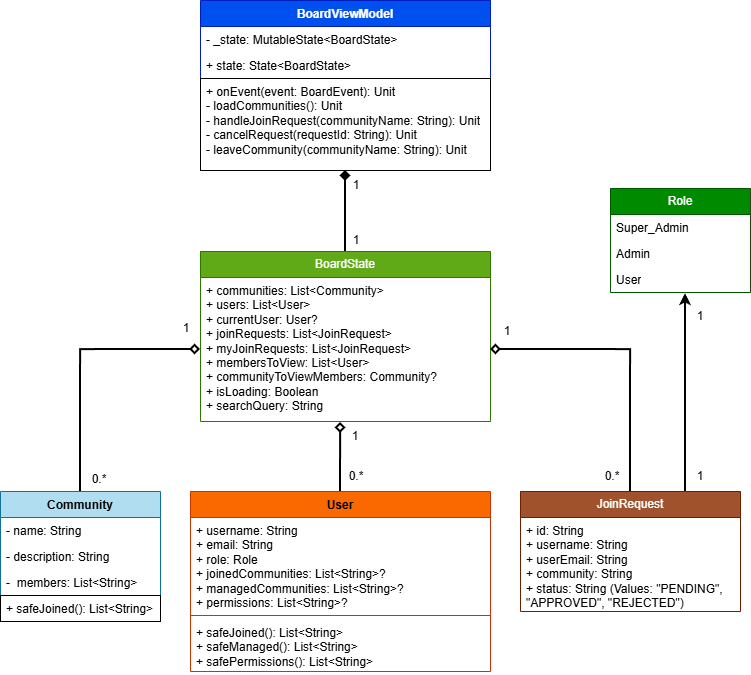 BoardViewModel
- _state: MutableState<BoardState>
+ state: State<BoardState>
+ onEvent(event: BoardEvent): Unit
- loadCommunities(): Unit
- handleJoinRequest(communityName: String): Unit
- cancelRequest(requestId: String): Unit
- leaveCommunity(communityName: String): Unit
1
1
Role
Super_Admin
Admin
User
BoardState
+ communities: List<Community>
+ users: List<User>
+ currentUser: User?
+ joinRequests: List<JoinRequest>
+ myJoinRequests: List<JoinRequest>
+ membersToView: List<User>
+ communityToViewMembers: Community?
+ isLoading: Boolean
+ searchQuery: String
1
1
1
1
0.*
0.*
0.*
1
Community
- name: String
- description: String
- members: List<String>
+ safeJoined(): List<String>
User
+ username: String
+ email: String
+ role: Role
+ joinedCommunities: List<String>?
+ managedCommunities: List<String>?
+ permissions: List<String>?
+ safeJoined(): List<String>
+ safeManaged(): List<String>
+ safePermissions(): List<String>
JoinRequest
+ id: String
+ username: String
+ userEmail: String
+ community: String
+ status: String (Values: "PENDING",
"APPROVED", "REJECTED")